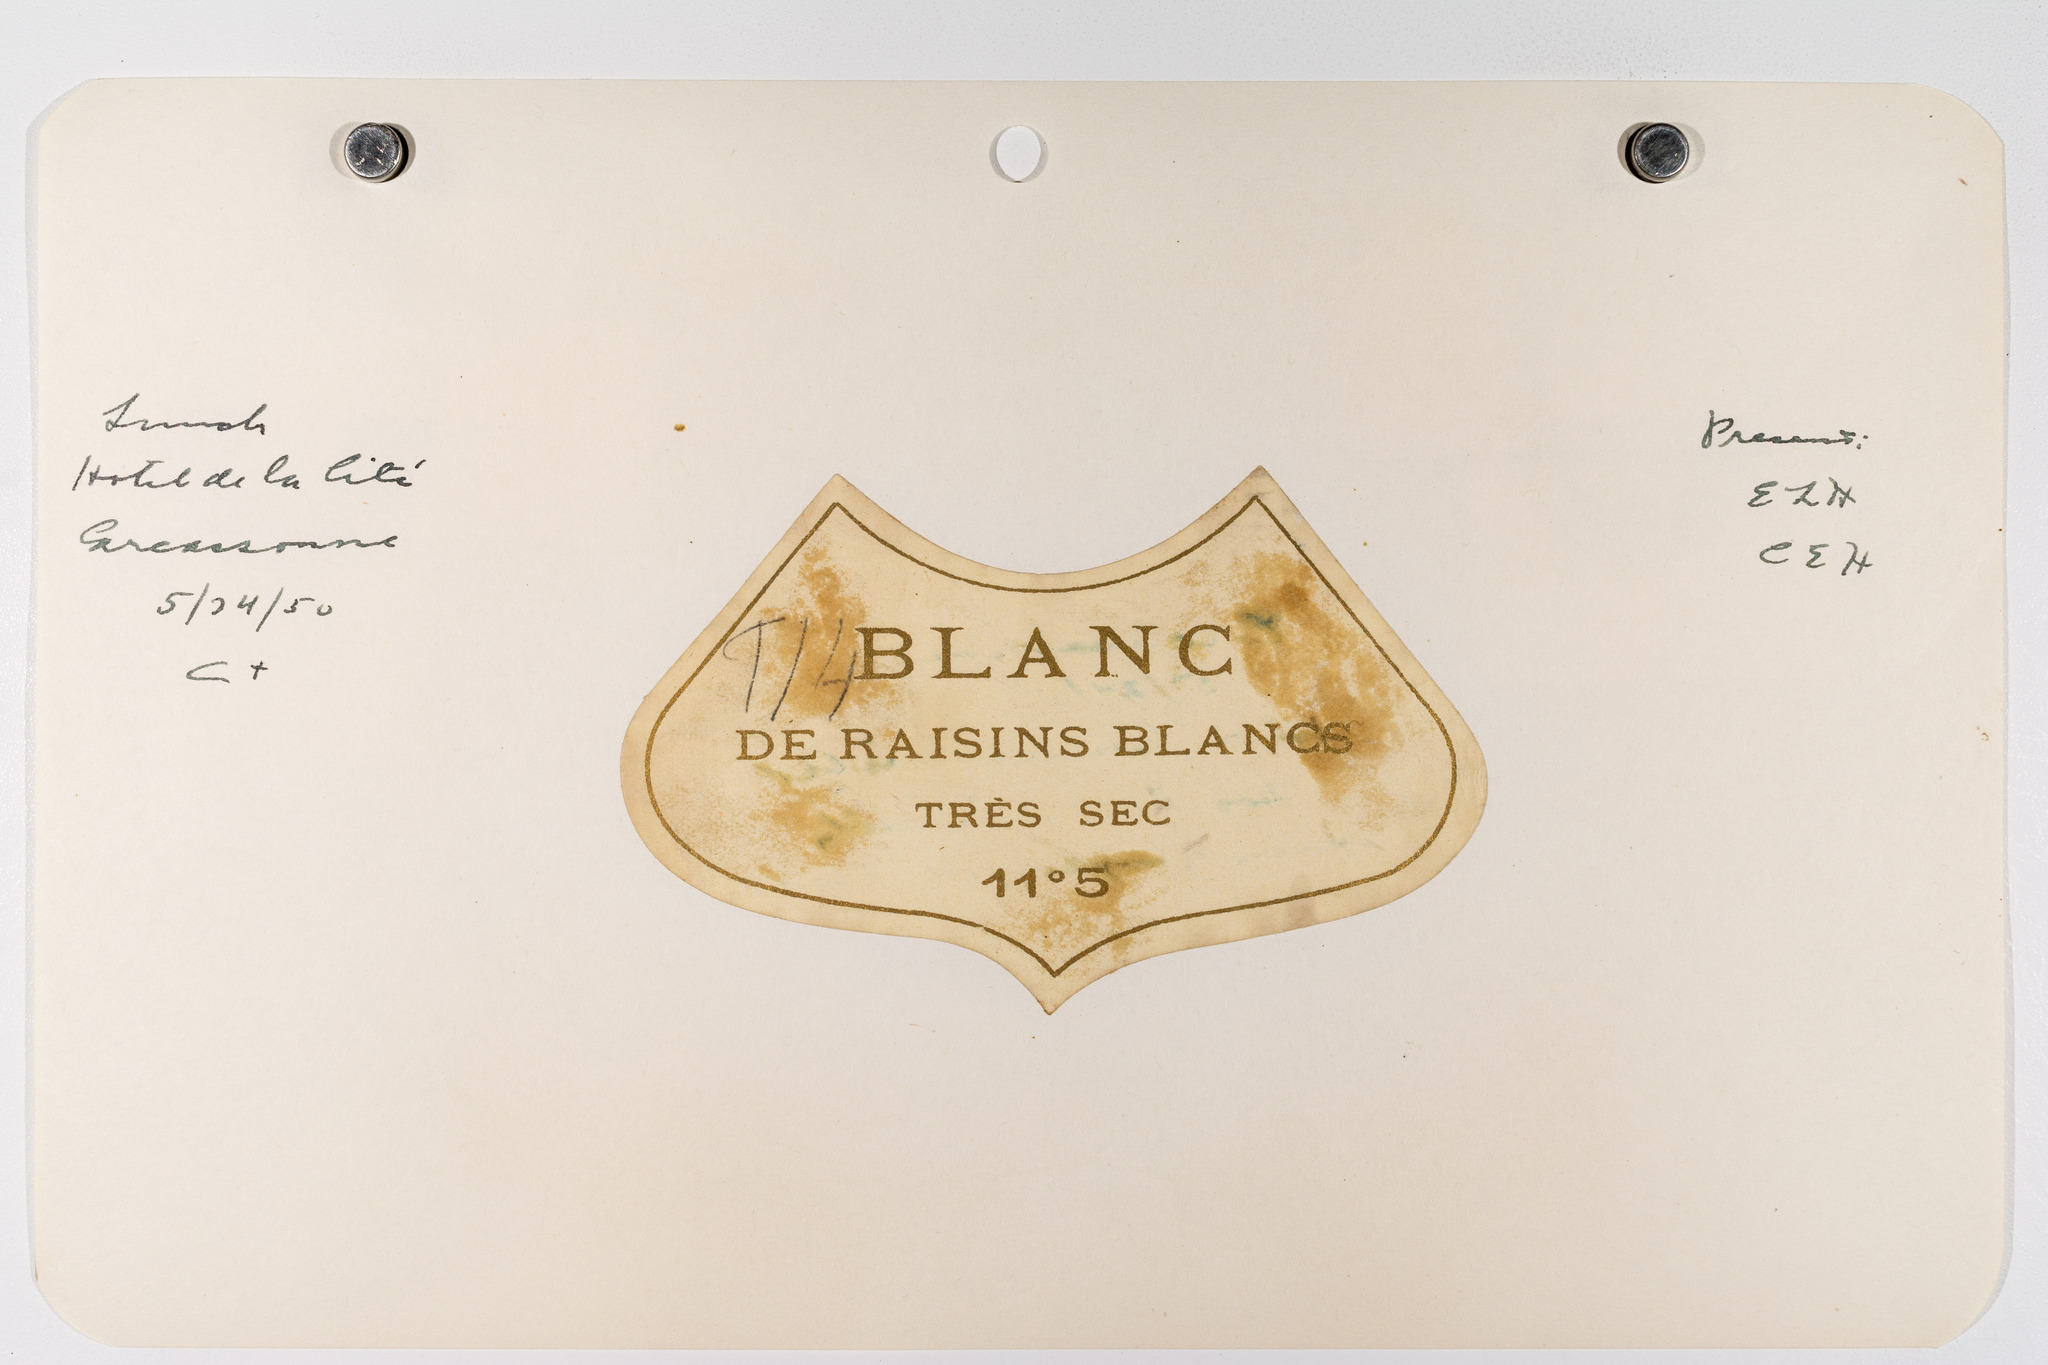 Lunch
Hotel de la Cité
Carcassonne
5/24/50
C+
T/4
BLANC
DE RAISINS BLANCS
TRÈS SEC
11°5
Present:
ELH
CEH